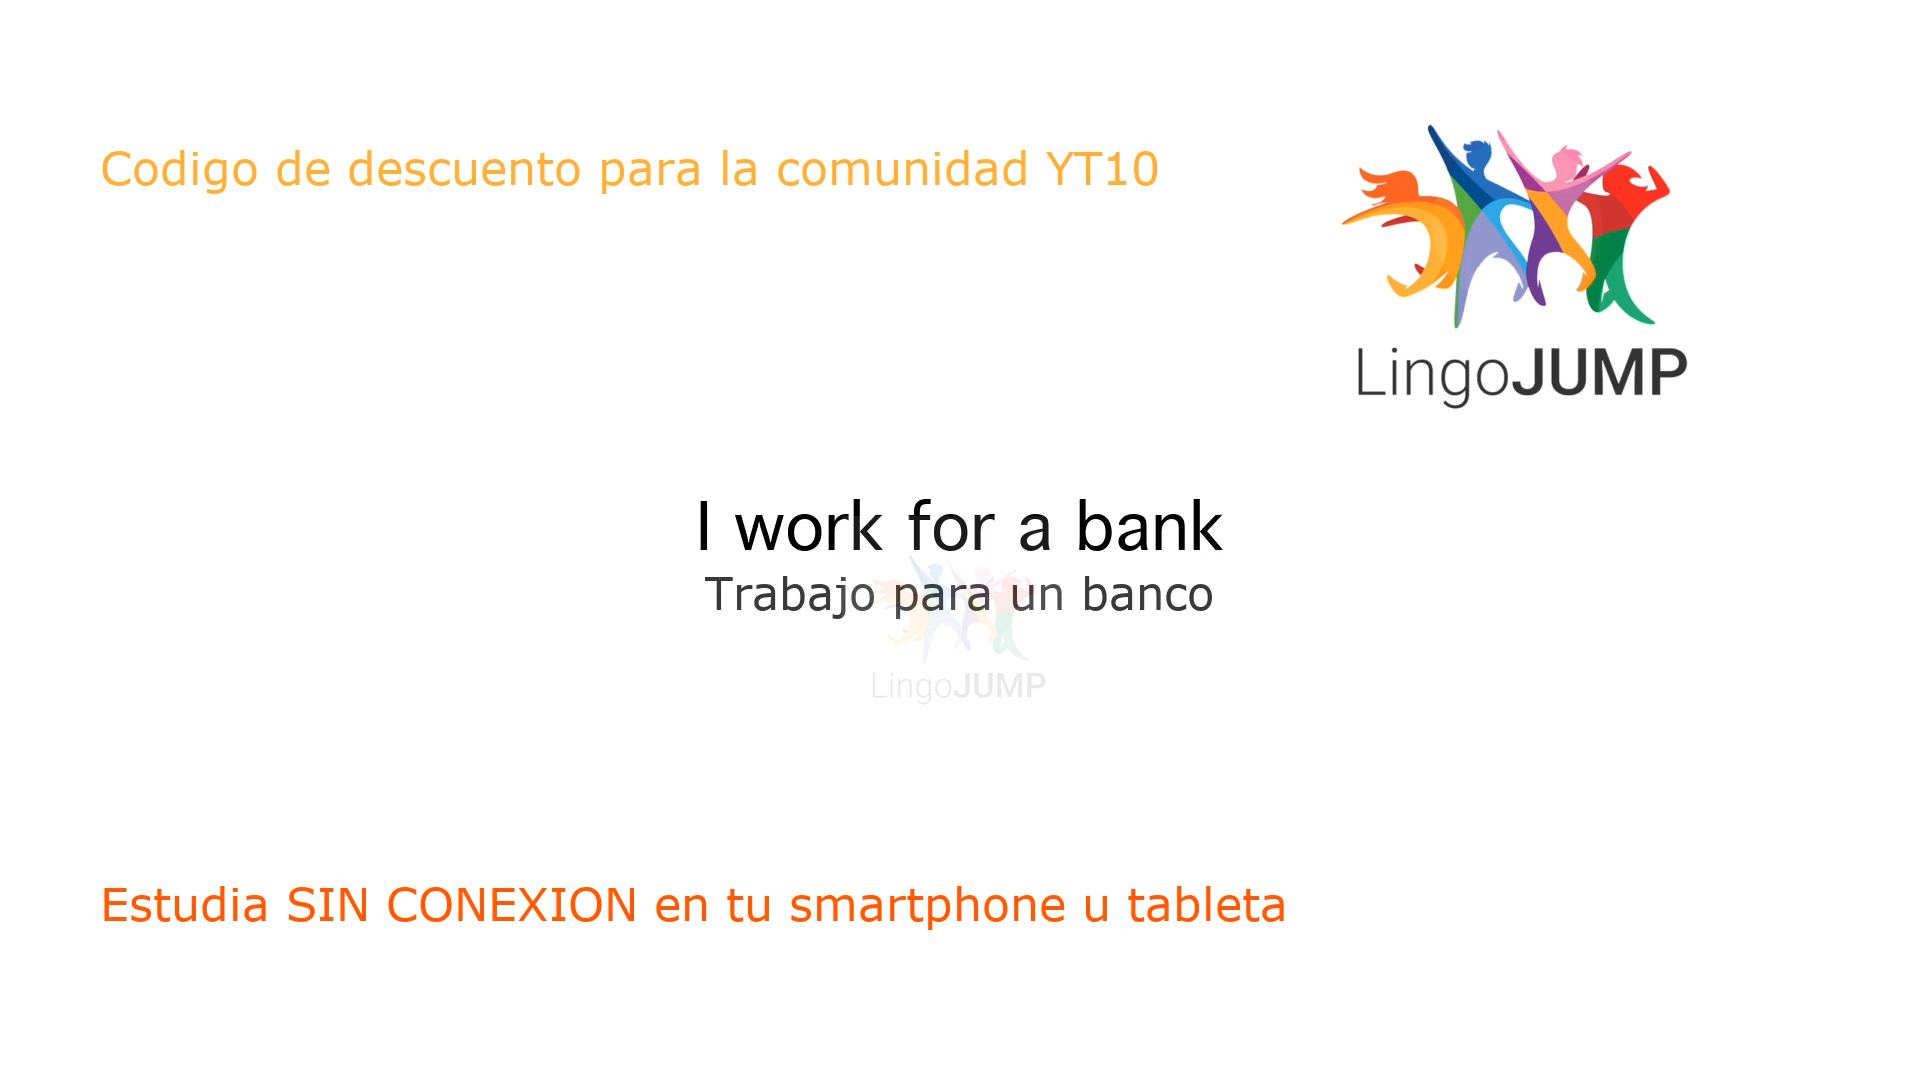 Codigo de descuento para la comunidad YT10
LingoJUMP
I work for a bank
Trabajo para un banco
LingoJUMP
Estudia SIN CONEXION en tu smartphone u tableta